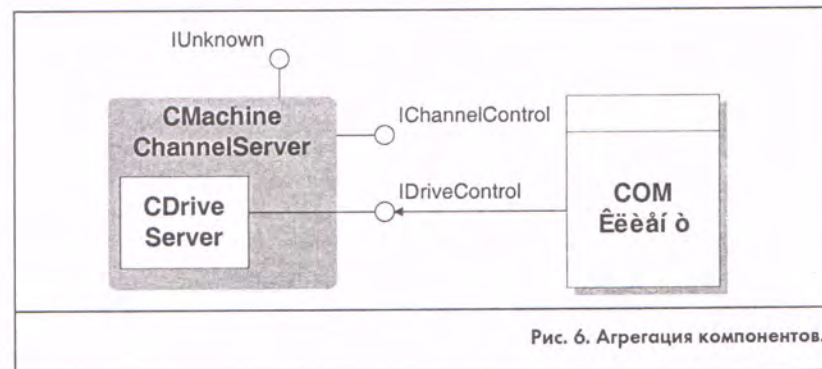 IUnknown
CMachine
ChannelServer
IChannelControl
CDrive
Server
IDriveControl
COM
Êëèåí ò
Рис. 6. Агрегация компонентов.